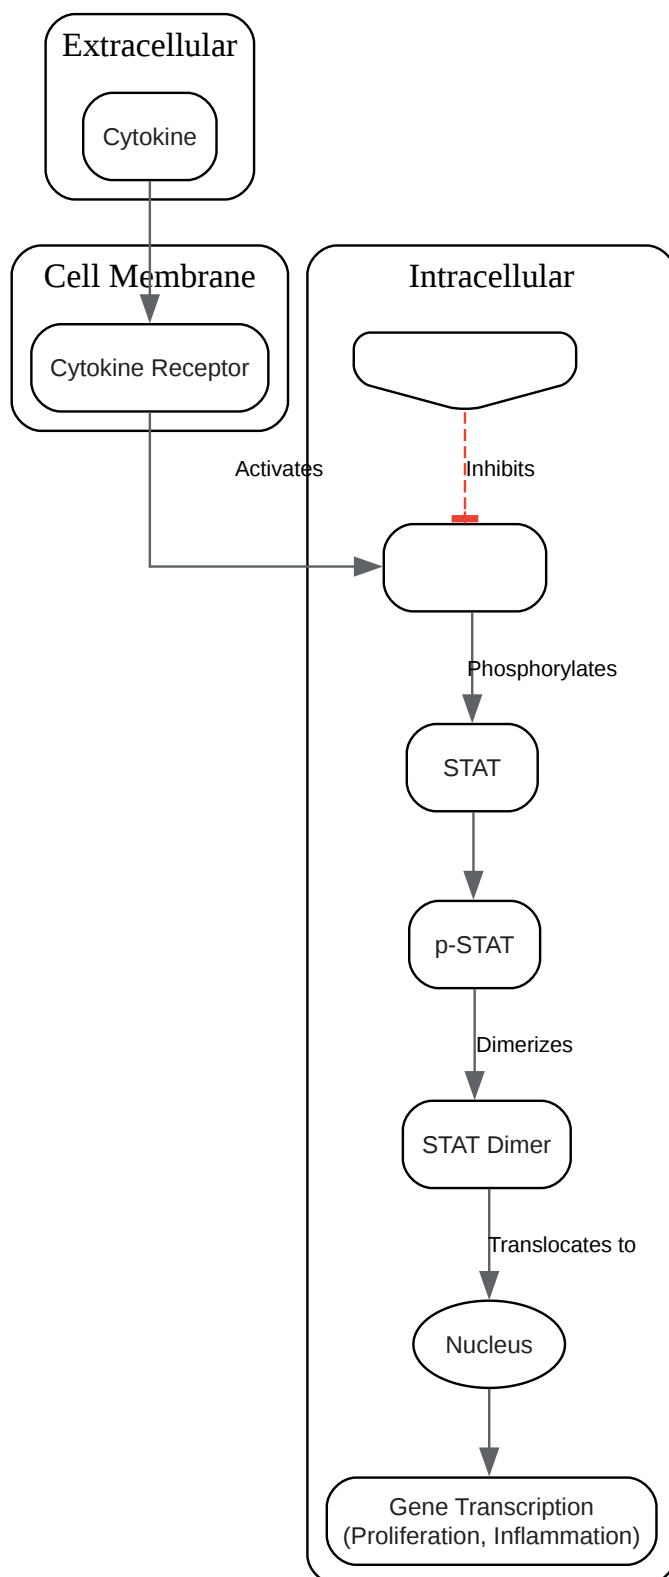 Extracellular
Cytokine
Cell Membrane
Cytokine Receptor
Intracellular
Activates
Inhibits
Phosphorylates
STAT
p-STAT
Dimerizes
STAT Dimer
Translocates to
Nucleus
Gene Transcription
(Proliferation, Inflammation)